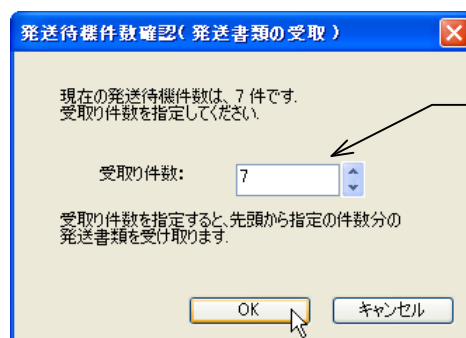 発送待機件数確認(発送書類の受取)
現在の発送待機件数は、7 件です.
受取り件数を指定してください.
受取り件数:
7
受取り件数を指定すると、先頭から指定の件数分の
発送書類を受け取ります.
OK
キャンセル